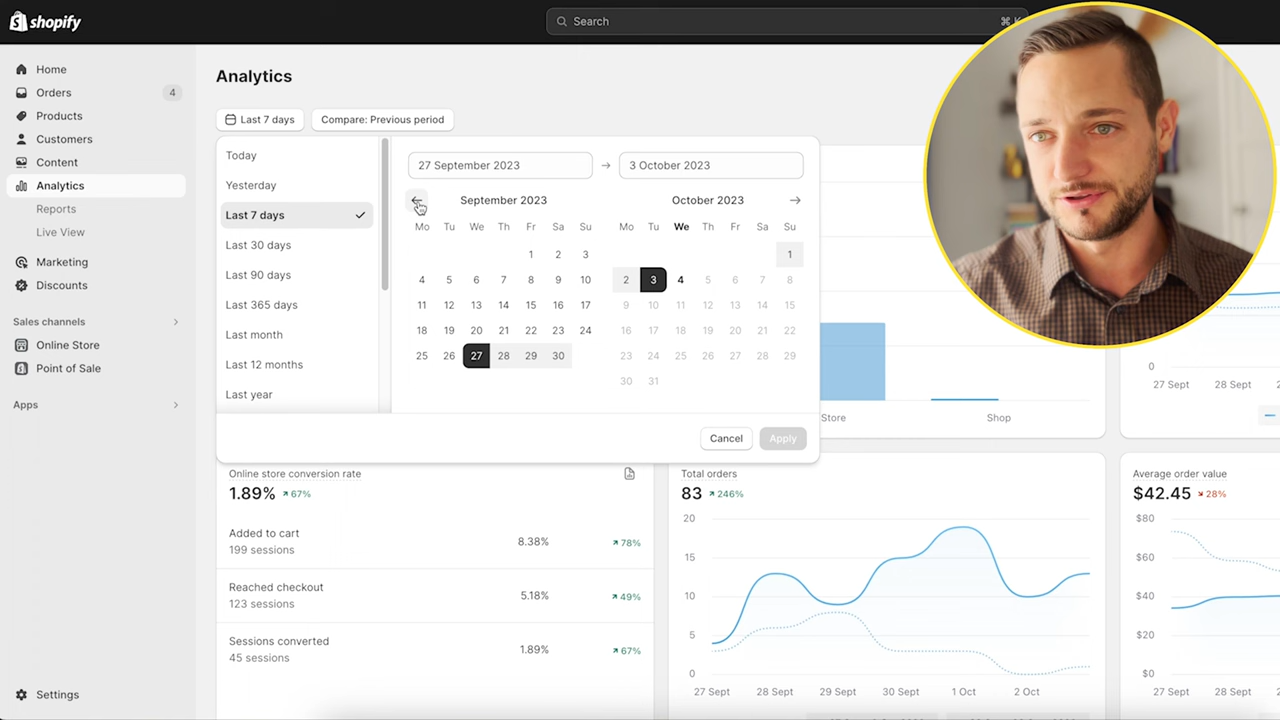 shopify
Search
⌘ K
Home
Orders
4
Products
Customers
Content
Analytics
Reports
Live View
Marketing
Discounts
Sales channels
Online Store
Point of Sale
Apps
Settings
Analytics
Last 7 days
Compare: Previous period
Today
Yesterday
Last 7 days
Last 30 days
Last 90 days
Last 365 days
Last month
Last 12 months
Last year
27 September 2023 → 3 October 2023
September 2023
Mo Tu We Th Fr Sa Su
1 2 3
4 5 6 7 8 9 10
11 12 13 14 15 16 17
18 19 20 21 22 23 24
25 26 27 28 29 30
October 2023
Mo Tu We Th Fr Sa Su
1
2 3 4 5 6 7 8
9 10 11 12 13 14 15
16 17 18 19 20 21 22
23 24 25 26 27 28 29
30 31
Cancel
Apply
Store
Shop
0
27 Sept 28 Sept
Online store conversion rate
1.89% 67%
Added to cart
199 sessions
8.38%
78%
Reached checkout
123 sessions
5.18%
49%
Sessions converted
45 sessions
1.89%
67%
Total orders
83 246%
20
15
10
5
0
27 Sept 28 Sept 29 Sept 30 Sept 1 Oct 2 Oct
Average order value
$42.45 28%
$80
$60
$40
$20
$0
27 Sept 28 Sept